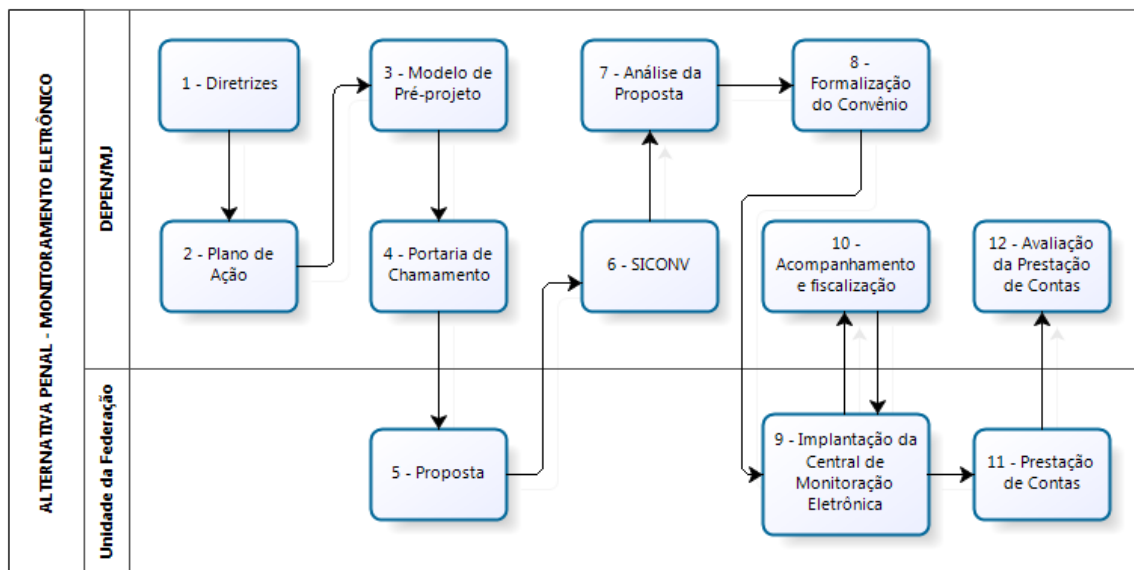 ALTERNATIVA PENAL - MONITORAMENTO ELETRÔNICO
DEPEN/MJ
1 - Diretrizes
2 - Plano de
Ação
3 - Modelo de
Pré-projeto
4 - Portaria de
Chamamento
Unidade da Federação
5 - Proposta
6 - SICONV
7 - Análise da
Proposta
8 -
Formalização
do Convênio
9 - Implantação da
Central de
Monitoração
Eletrônica
10 -
Acompanhamento
e fiscalização
11 - Prestação
de Contas
12 - Avaliação
da Prestação
de Contas